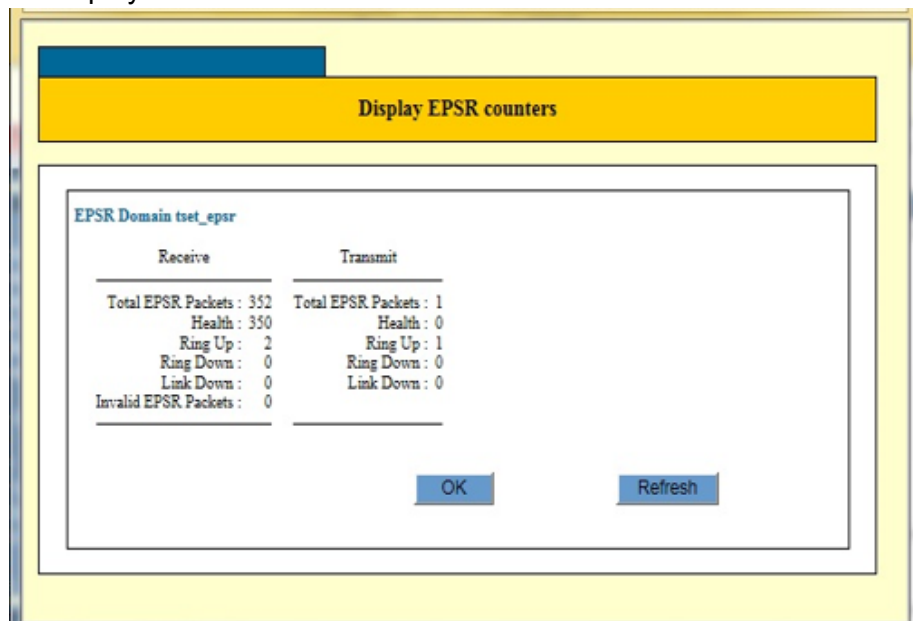 Display EPSR counters
EPSR Domain tset_epsr
Receive Transmit
Total EPSR Packets : 352 Total EPSR Packets : 1
Health : 350 Health : 0
Ring Up : 2 Ring Up : 1
Ring Down : 0 Ring Down : 0
Link Down : 0 Link Down : 0
Invalid EPSR Packets : 0
OK Refresh